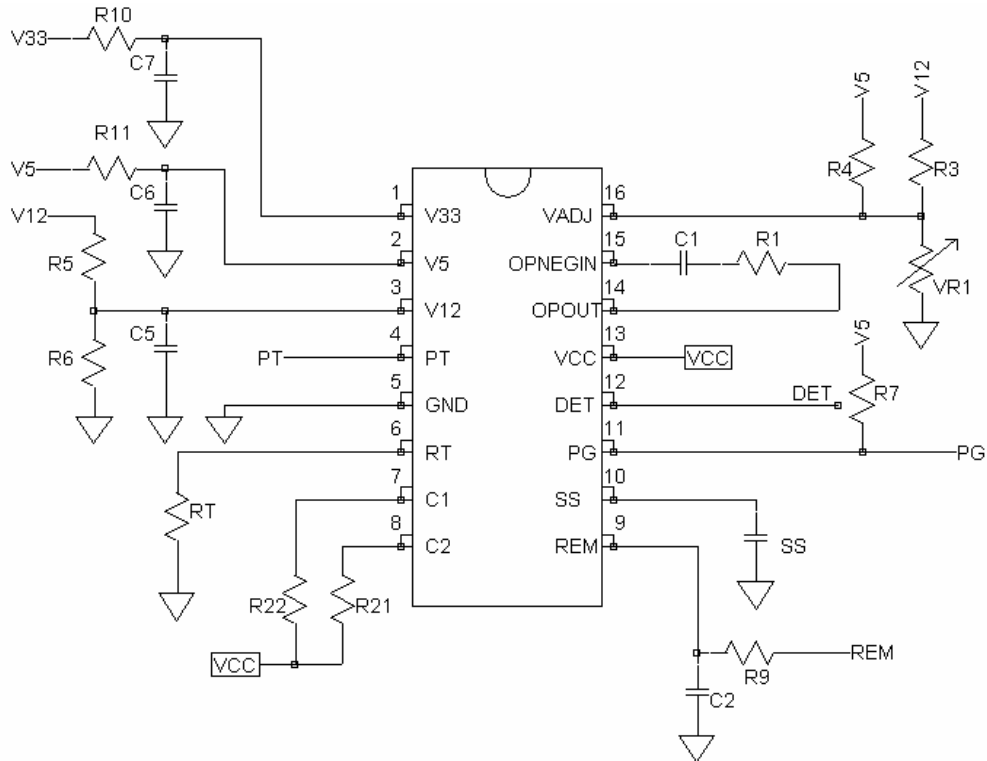 R10
V33
C7
R11
V5
C6
V12
R5
R6
C5
PT
RT
R22
R21
VCC
1
V33
2
V5
3
V12
4
PT
5
GND
6
RT
7
C1
8
C2
16
VADJ
15
OPNEGIN
14
OPOUT
13
VCC
12
DET
11
PG
10
SS
9
REM
V5
V12
R4
R3
C1
R1
VR1
VCC
V5
DET
R7
PG
SS
REM
R9
C2